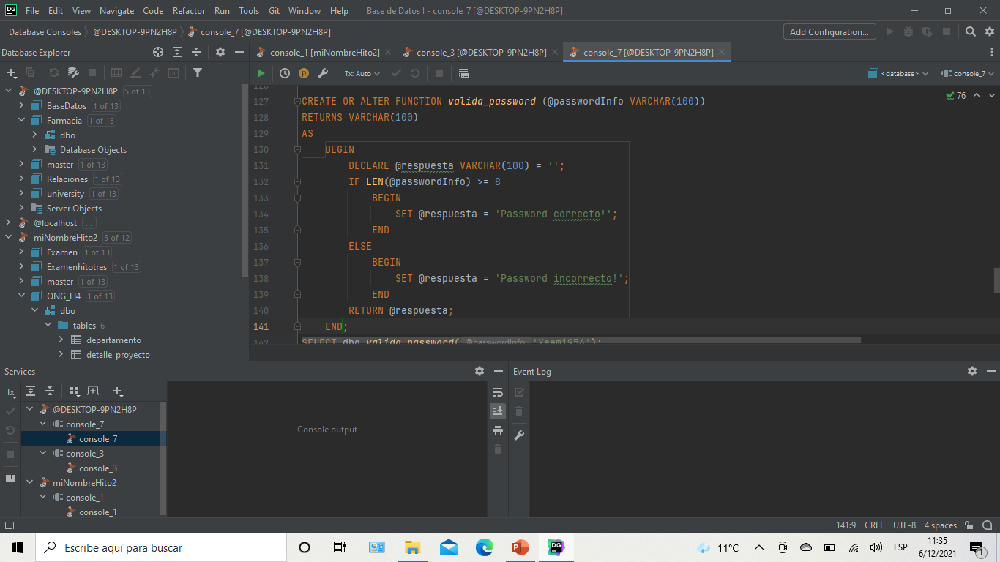 DG File Edit View Navigate Code Refactor Run Tools Git Window Help Base de Datos I - console_7 [@DESKTOP-9PN2H8P]
Database Consoles @DESKTOP-9PN2H8P console_7 [@DESKTOP-9PN2H8P] Add Configuration...
Database Explorer
console_1 [miNombreHito2] console_3 [@DESKTOP-9PN2H8P] console_7 [@DESKTOP-9PN2H8P]
QL
P Tx: Auto <database> console_7
@DESKTOP-9PN2H8P 5 of 13
BaseDatos 1 of 13
Farmacia 1 of 13
dbo
Database Objects
master 1 of 13
Relaciones 1 of 13
university 1 of 13
Server Objects
@localhost ...
miNombreHito2 5 of 12
Examen 1 of 13
Examenhitotres 1 of 13
master 1 of 13
ONG_H4 1 of 13
dbo
tables 6
departamento
detalle_proyecto
76
126
127 CREATE OR ALTER FUNCTION valida_password (@passwordInfo VARCHAR(100))
128 RETURNS VARCHAR(100)
129 AS
130 BEGIN
131 DECLARE @respuesta VARCHAR(100) = '';
132 IF LEN(@passwordInfo) >= 8
133 BEGIN
134 SET @respuesta = 'Password correcto!';
135 END
136 ELSE
137 BEGIN
138 SET @respuesta = 'Password incorrecto!';
139 END
140 RETURN @respuesta;
141 END;
142 SELECT dbo.valida_password( @passwordInfo: 'Yeami954');
Services
Tx
@DESKTOP-9PN2H8P
console_7
console_7
console_3
console_3
miNombreHito2
console_1
console_1
Console output
Event Log
141:9 CRLF UTF-8 4 spaces
Escribe aquí para buscar
DG
11°C
ESP
11:35
6/12/2021
1